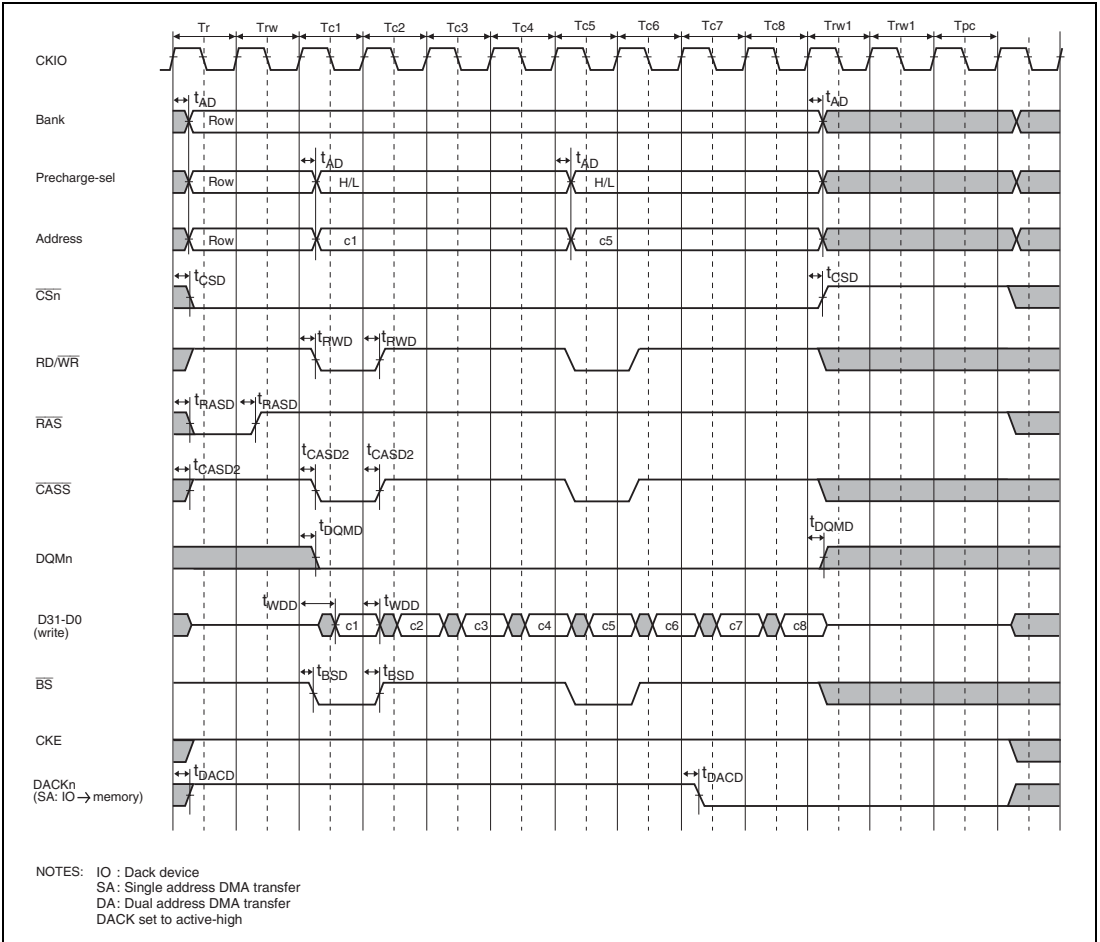 Tr Trw Tc1 Tc2 Tc3 Tc4 Tc5 Tc6 Tc7 Tc8 Trw1 Trw1 Tpc
CKIO
tAD tAD
Bank Row
tAD tAD
Precharge-sel Row H/L H/L
Address Row c1 c5
tCSD tCSD
CSn
tRWD tRWD
RD/WR
tRASD tRASD
RAS
tCASD2 tCASD2 tCASD2
CASS
tDQMD tDQMD
DQMn
tWDD tWDD
D31-D0 c1 c2 c3 c4 c5 c6 c7 c8
(write)
tBSD tBSD
BS
CKE
tDACD tDACD
DACKn
(SA: IO → memory)
NOTES: IO : Dack device
SA : Single address DMA transfer
DA : Dual address DMA transfer
DACK set to active-high